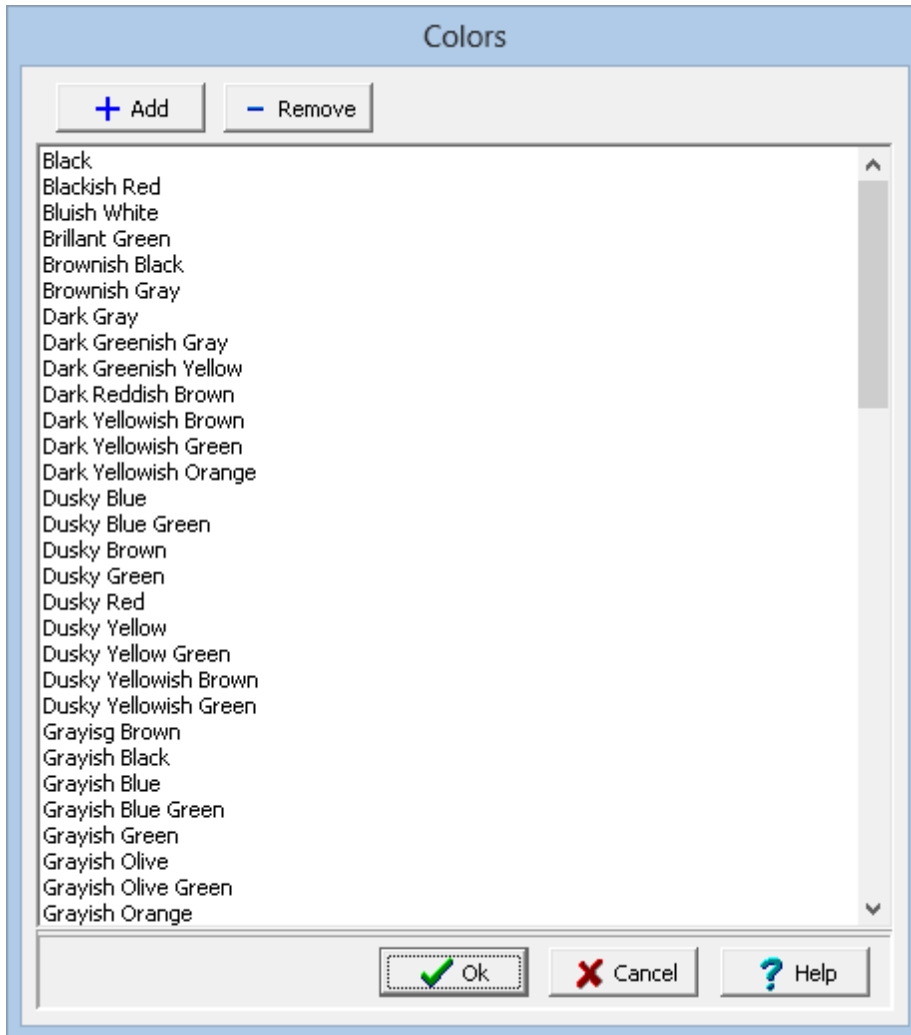 Colors
Add
Remove
Black
Blackish Red
Bluish White
Brillant Green
Brownish Black
Brownish Gray
Dark Gray
Dark Greenish Gray
Dark Greenish Yellow
Dark Reddish Brown
Dark Yellowish Brown
Dark Yellowish Green
Dark Yellowish Orange
Dusky Blue
Dusky Blue Green
Dusky Brown
Dusky Green
Dusky Red
Dusky Yellow
Dusky Yellow Green
Dusky Yellowish Brown
Dusky Yellowish Green
Grayisg Brown
Grayish Black
Grayish Blue
Grayish Blue Green
Grayish Green
Grayish Olive
Grayish Olive Green
Grayish Orange
Ok
Cancel
Help